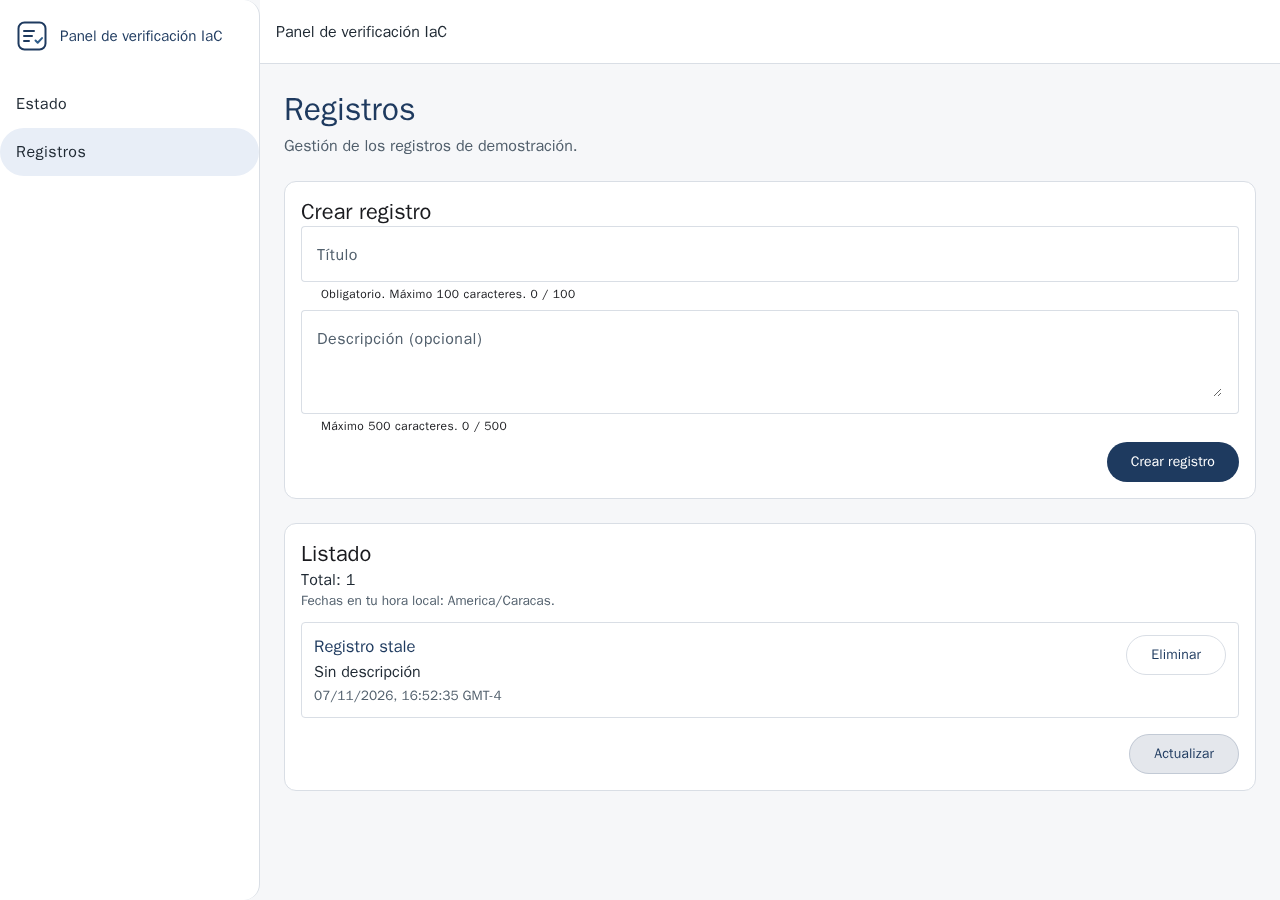 Panel de verificación IaC
Estado
Registros
Panel de verificación IaC
Registros
Gestión de los registros de demostración.
Crear registro
Título
Obligatorio. Máximo 100 caracteres. 0 / 100
Descripción (opcional)
Máximo 500 caracteres. 0 / 500
Crear registro
Listado
Total: 1
Fechas en tu hora local: America/Caracas.
Registro stale
Eliminar
Sin descripción
07/11/2026, 16:52:35 GMT-4
Actualizar